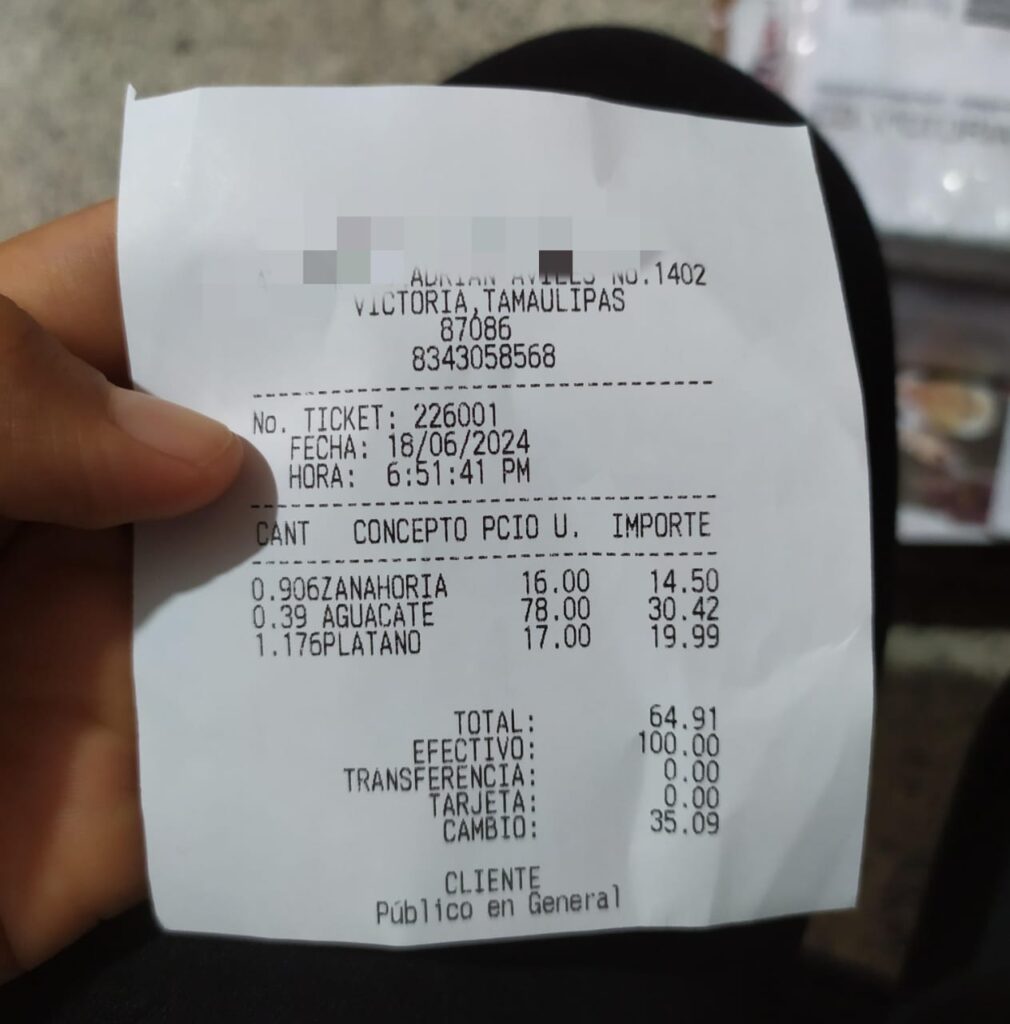 ADRIAN AVILES No.1402
VICTORIA,TAMAULIPAS
87086
8343058568
No. TICKET: 226001
FECHA: 18/06/2024
HORA: 6:51:41 PM
CANT CONCEPTO PCIO U. IMPORTE
0.906ZANAHORIA 16.00 14.50
0.39 AGUACATE 78.00 30.42
1.176PLATANO 17.00 19.99
TOTAL: 64.91
EFECTIVO: 100.00
TRANSFERENCIA: 0.00
TARJETA: 0.00
CAMBIO: 35.09
CLIENTE
Público en General